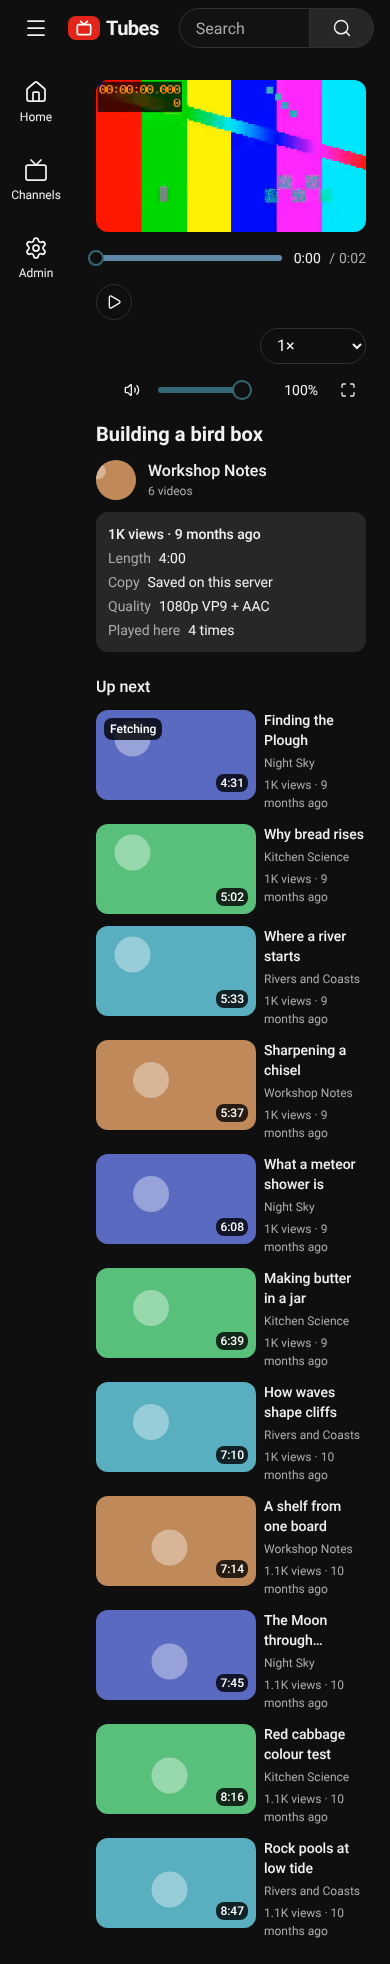 Tubes
Search
Home
Channels
Admin
00:00:00.000
0
0:00 / 0:02
1×
100%
Building a bird box
Workshop Notes
6 videos
1K views · 9 months ago
Length 4:00
Copy Saved on this server
Quality 1080p VP9 + AAC
Played here 4 times
Up next
Fetching
4:31
Finding the
Plough
Night Sky
1K views · 9
months ago
5:02
Why bread rises
Kitchen Science
1K views · 9
months ago
5:33
Where a river
starts
Rivers and Coasts
1K views · 9
months ago
5:37
Sharpening a
chisel
Workshop Notes
1K views · 9
months ago
6:08
What a meteor
shower is
Night Sky
1K views · 9
months ago
6:39
Making butter
in a jar
Kitchen Science
1K views · 9
months ago
7:10
How waves
shape cliffs
Rivers and Coasts
1K views · 10
months ago
7:14
A shelf from
one board
Workshop Notes
1.1K views · 10
months ago
7:45
The Moon
through…
Night Sky
1.1K views · 10
months ago
8:16
Red cabbage
colour test
Kitchen Science
1.1K views · 10
months ago
8:47
Rock pools at
low tide
Rivers and Coasts
1.1K views · 10
months ago